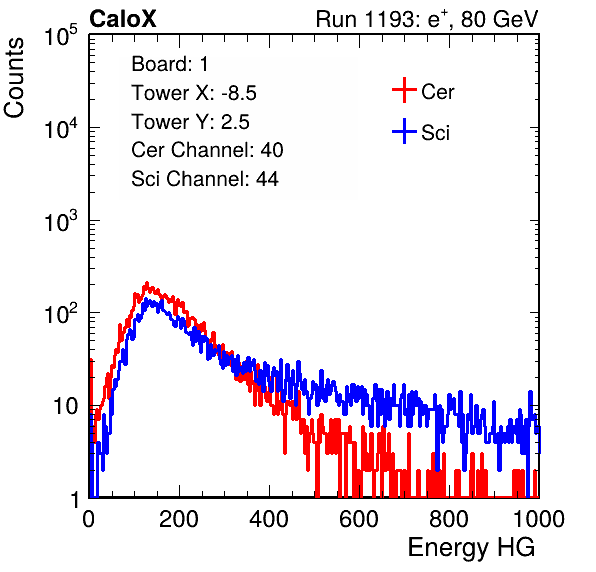 CaloX Run 1193: e⁺, 80 GeV
Counts
Board: 1
Tower X: -8.5
Tower Y: 2.5
Cer Channel: 40
Sci Channel: 44
Cer
Sci
10⁵
10⁴
10³
10²
10
1
0 200 400 600 800 1000
Energy HG